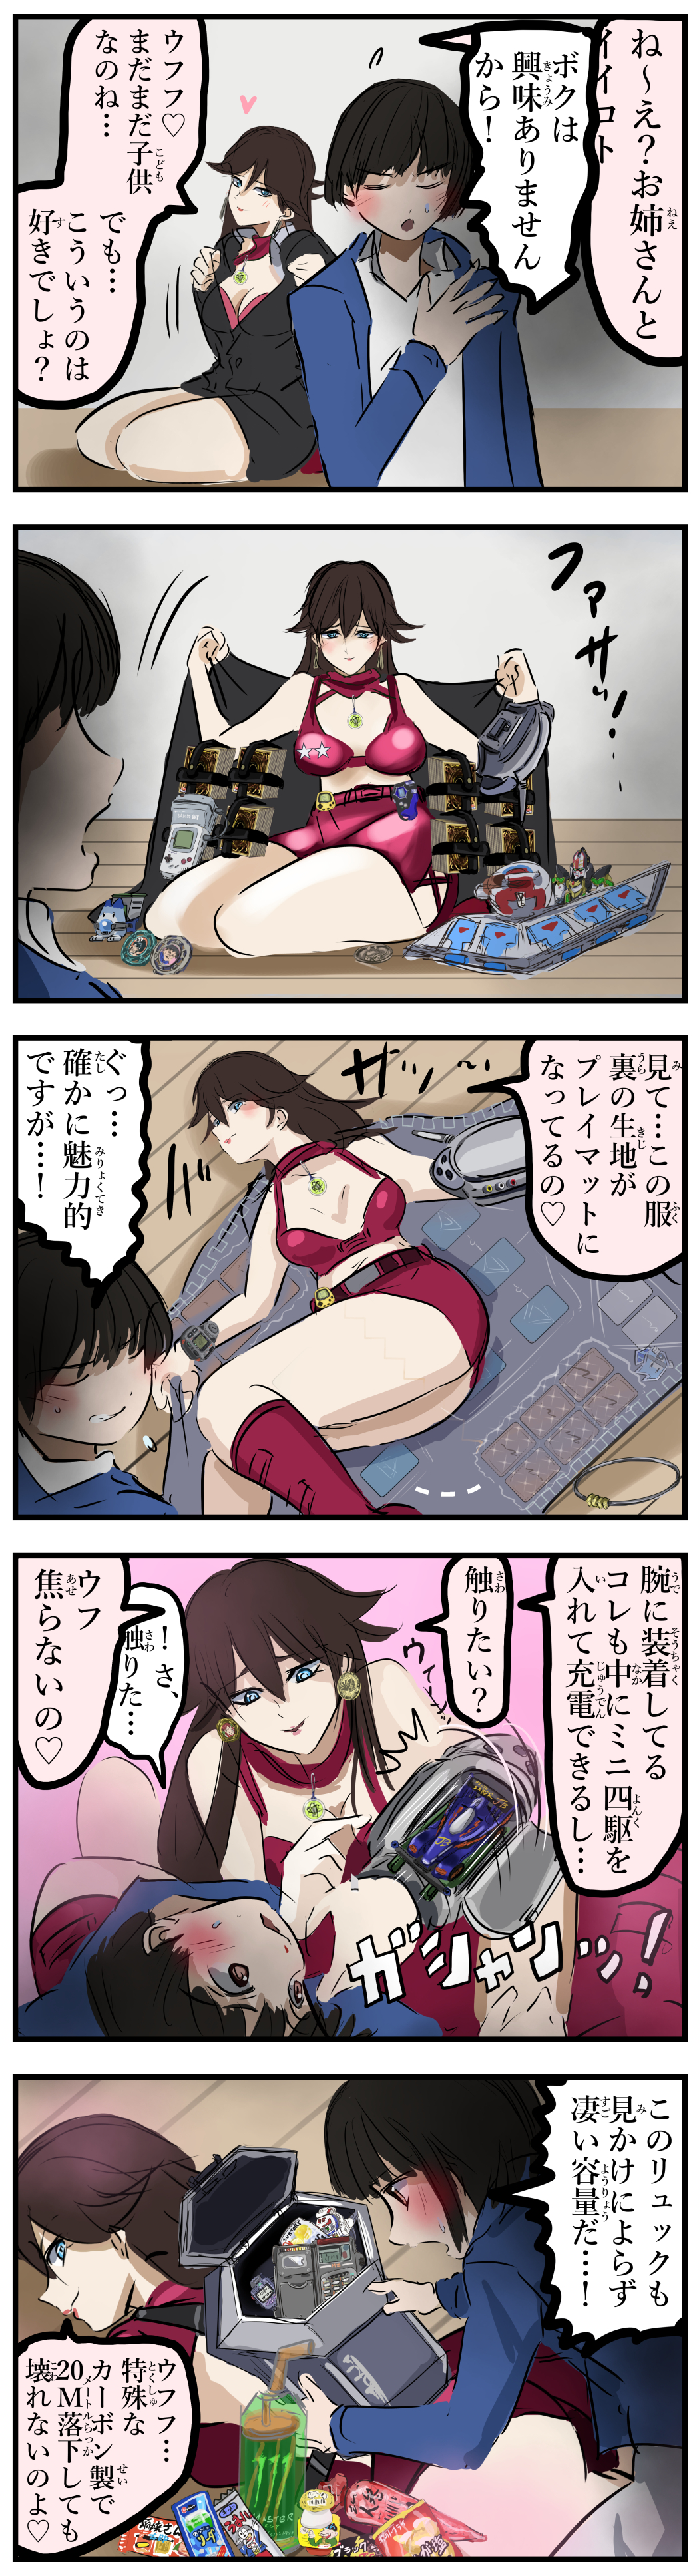 ね〜え?お姉さんと
イイコト
ボクは
興味ありません
から!
ウフフ♡
まだまだ子供
なのね…
でも…
こういうのは
好きでしょ?
ファサッ!…
見て…この服
裏の生地が
プレイマットに
なってるの♡
ぐっ…
確かに魅力的
ですが…!
腕に装着してる
コレも中にミニ四駆を
入れて充電できるし…
触りたい?
!さ、
触りた…
ウフ
焦らないの♡
ガシャンッ!
このリュックも
見かけによらず
凄い容量だ…!
ウフフ…
特殊な
カーボン製で
20M落下しても
壊れないのよ♡